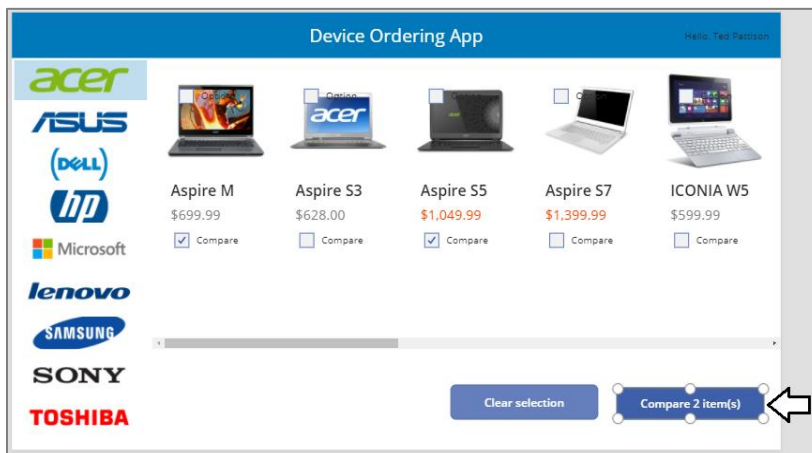 Device Ordering App
Hello, Ted Pattison
acer
ASUS
DELL
hp
Microsoft
lenovo
SAMSUNG
SONY
TOSHIBA
Option
acer
Aspire M
Aspire S3
Aspire S5
Aspire S7
ICONIA W5
$699.99
$628.00
$1,049.99
$1,399.99
$599.99
Compare
Compare
Compare
Compare
Compare
Clear selection
Compare 2 item(s)